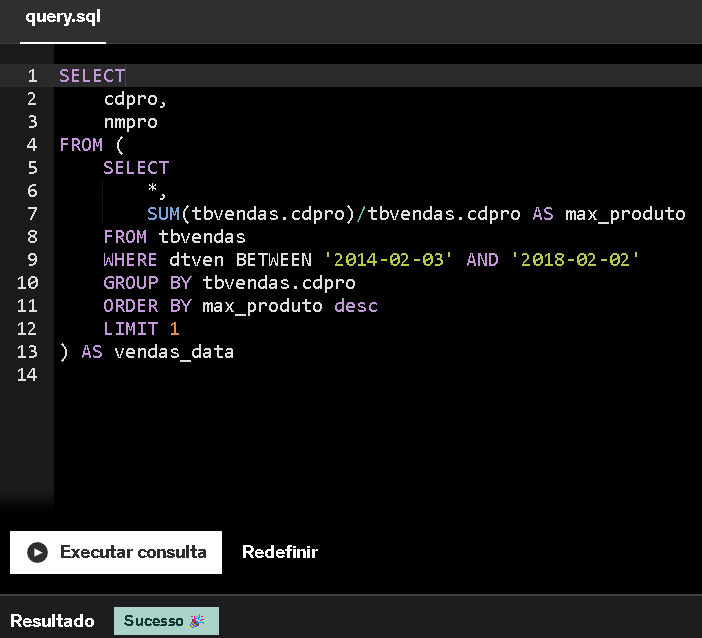 query.sql
1 SELECT
2 cdpro,
3 nmpro
4 FROM (
5 SELECT
6 *,
7 SUM(tbvendas.cdpro)/tbvendas.cdpro AS max_produto
8 FROM tbvendas
9 WHERE dtven BETWEEN '2014-02-03' AND '2018-02-02'
10 GROUP BY tbvendas.cdpro
11 ORDER BY max_produto desc
12 LIMIT 1
13 ) AS vendas_data
14
Executar consulta Redefinir
Resultado Sucesso 🎉